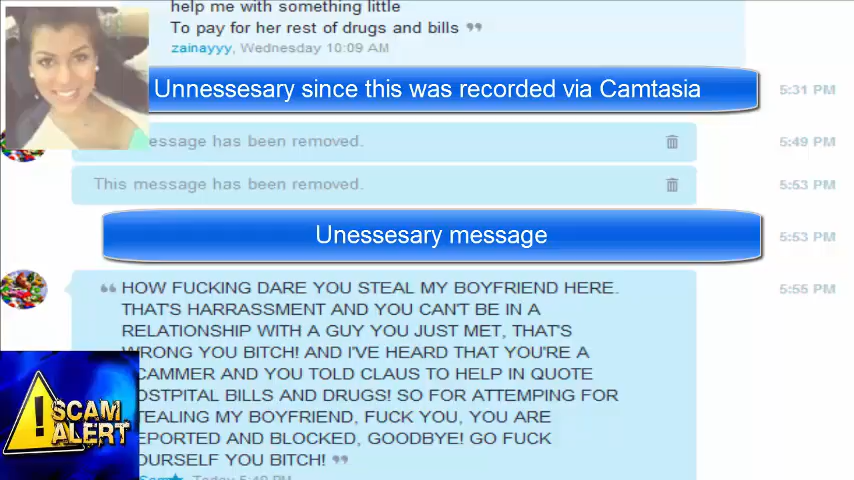 help me with something little
To pay for her rest of drugs and bills
zainayyy, Wednesday 10:09 AM
Unnessesary since this was recorded via Camtasia
5:31 PM
essage has been removed.
5:49 PM
This message has been removed.
5:53 PM
Unessesary message
5:53 PM
HOW FUCKING DARE YOU STEAL MY BOYFRIEND HERE.
5:55 PM
THAT'S HARRASSMENT AND YOU CAN'T BE IN A
RELATIONSHIP WITH A GUY YOU JUST MET, THAT'S
WRONG YOU BITCH! AND I'VE HEARD THAT YOU'RE A
CAMMER AND YOU TOLD CLAUS TO HELP IN QUOTE
OSTPITAL BILLS AND DRUGS! SO FOR ATTEMPING FOR
TEALING MY BOYFRIEND, FUCK YOU, YOU ARE
EPORTED AND BLOCKED, GOODBYE! GO FUCK
OURSELF YOU BITCH!
Today 5:49 PM
SCAM
ALERT